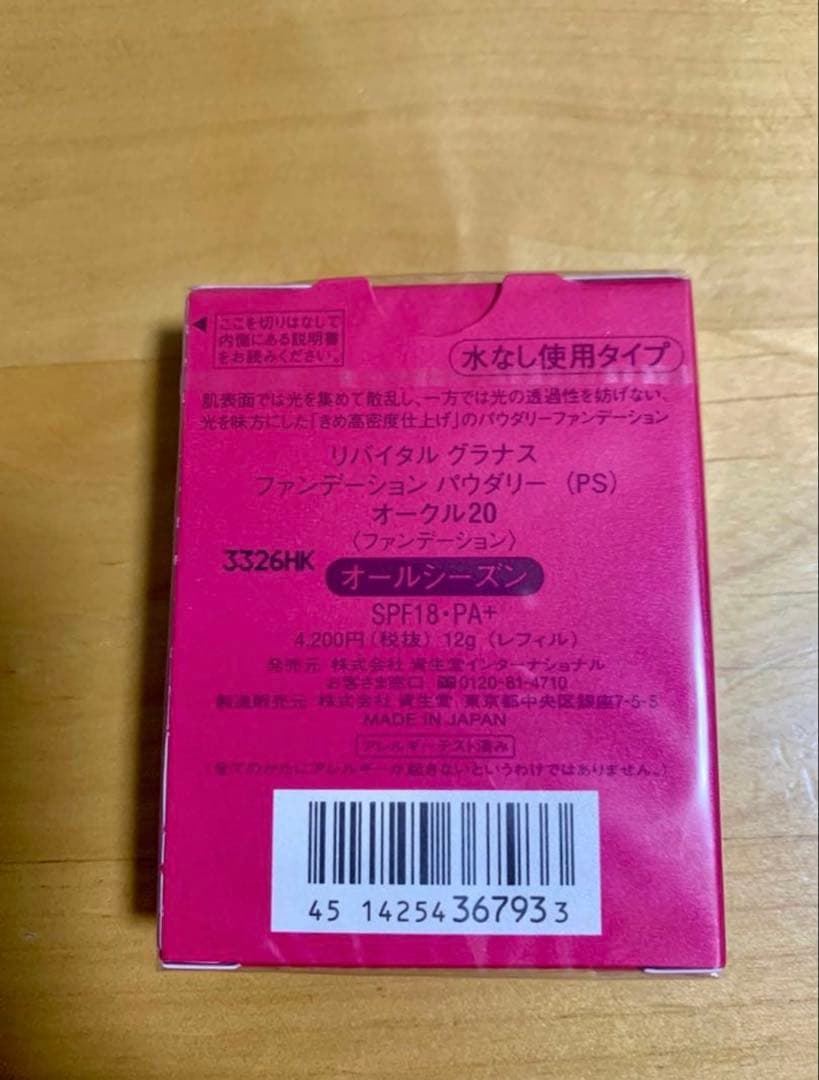 ◀ ここを切りはなして
内側にある説明書
をお読みください。
水なし使用タイプ
肌表面では光を集めて散乱し、一方では光の透過性を妨げない、
光を味方にした「きめ高密度仕上げ」のパウダリーファンデーション
リバイタル グラナス
ファンデーション パウダリー (PS)
オークル20
〈ファンデーション〉
3326HK
オールシーズン
SPF18・PA+
4,200円(税抜) 12g(レフィル)
発売元 株式会社 資生堂インターナショナル
お客さま窓口 0120-81-4710
製造販売元 株式会社 資生堂 東京都中央区銀座7-5-5
MADE IN JAPAN
アレルギーテスト済み
(全てのかたにアレルギーが起きないというわけではありません。)
45 14254 367933